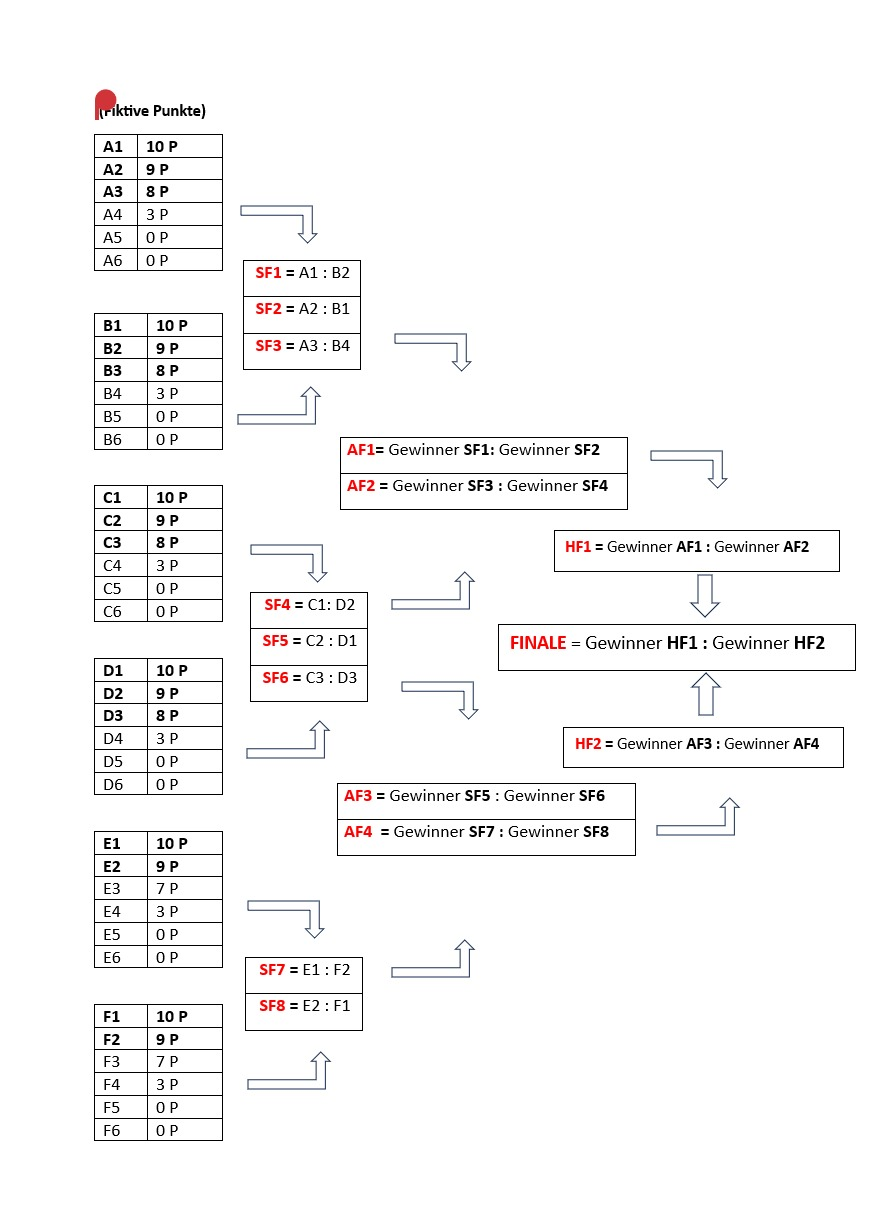 (Fiktive Punkte)
A1 10 P
A2 9 P
A3 8 P
A4 3 P
A5 0 P
A6 0 P
SF1 = A1 : B2
SF2 = A2 : B1
SF3 = A3 : B4
B1 10 P
B2 9 P
B3 8 P
B4 3 P
B5 0 P
B6 0 P
AF1= Gewinner SF1: Gewinner SF2
AF2 = Gewinner SF3 : Gewinner SF4
C1 10 P
C2 9 P
C3 8 P
C4 3 P
C5 0 P
C6 0 P
HF1 = Gewinner AF1 : Gewinner AF2
SF4 = C1: D2
SF5 = C2 : D1
SF6 = C3 : D3
FINALE = Gewinner HF1 : Gewinner HF2
D1 10 P
D2 9 P
D3 8 P
D4 3 P
D5 0 P
D6 0 P
HF2 = Gewinner AF3 : Gewinner AF4
AF3 = Gewinner SF5 : Gewinner SF6
AF4 = Gewinner SF7 : Gewinner SF8
E1 10 P
E2 9 P
E3 7 P
E4 3 P
E5 0 P
E6 0 P
SF7 = E1 : F2
SF8 = E2 : F1
F1 10 P
F2 9 P
F3 7 P
F4 3 P
F5 0 P
F6 0 P